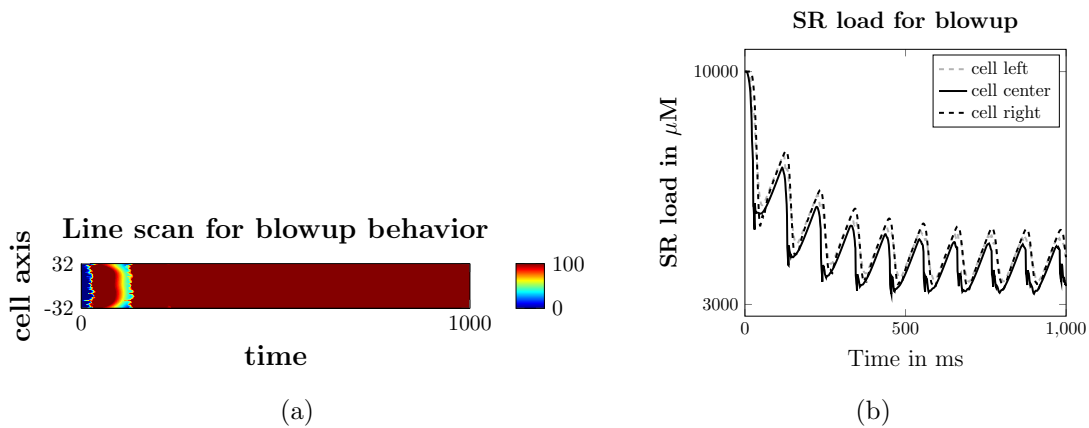 Line scan for blowup behavior
cell axis
32
-32
0
1000
time
100
0
(a)
SR load for blowup
SR load in μM
10000
3000
0
500
1,000
Time in ms
cell left
cell center
cell right
(b)